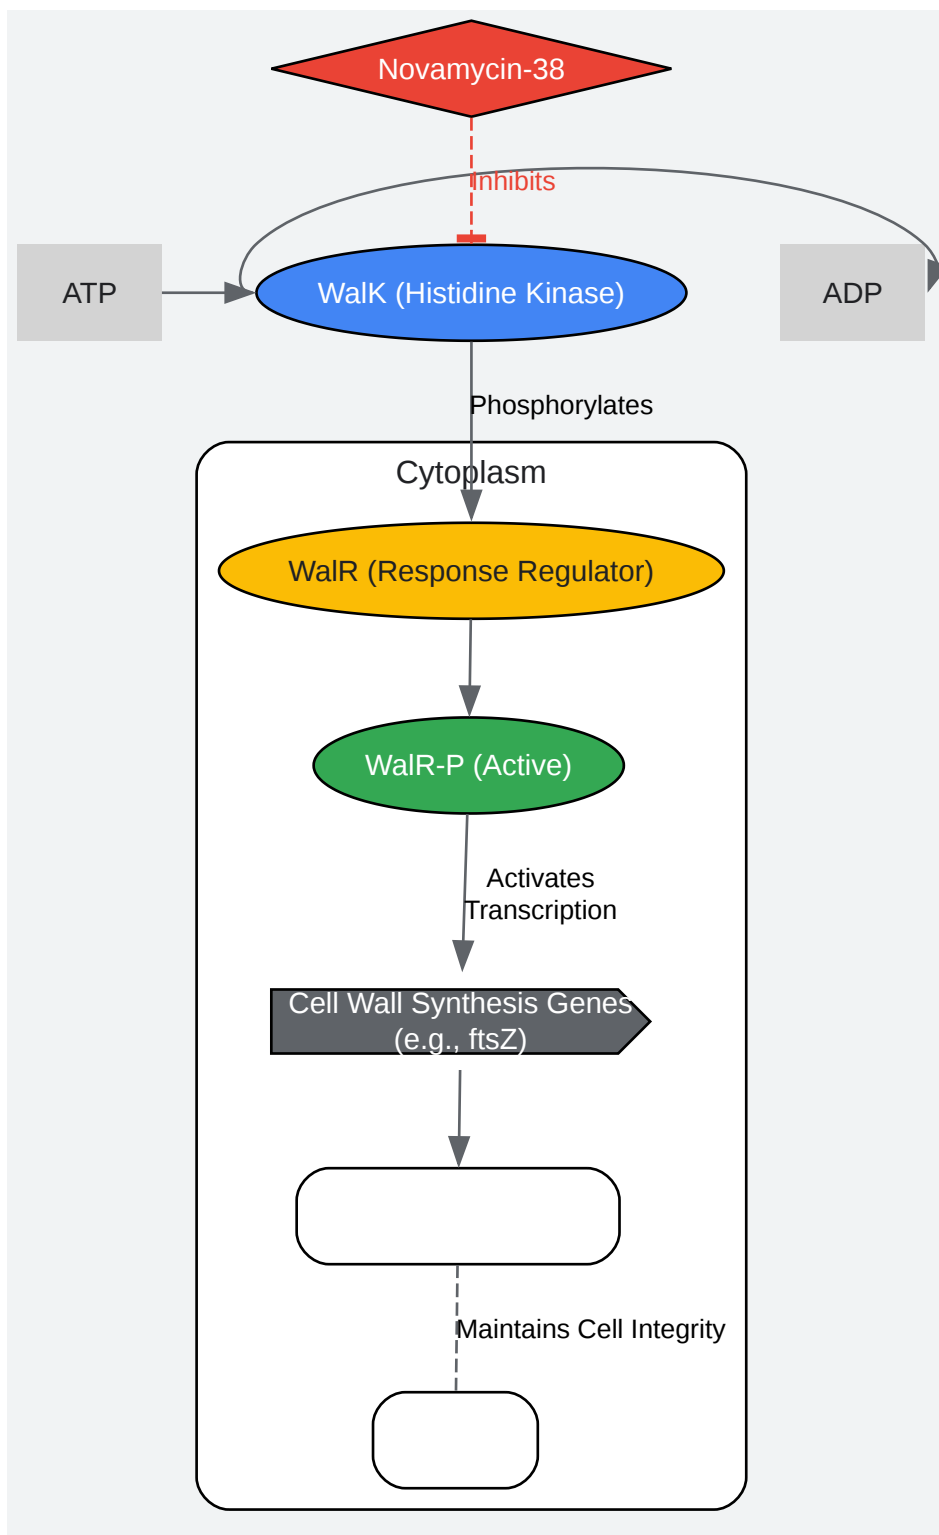 Novamycin-38
Inhibits
ATP
WalK (Histidine Kinase)
ADP
Phosphorylates
Cytoplasm
WalR (Response Regulator)
WalR-P (Active)
Activates
Transcription
Cell Wall Synthesis Genes
(e.g., ftsZ)
Maintains Cell Integrity